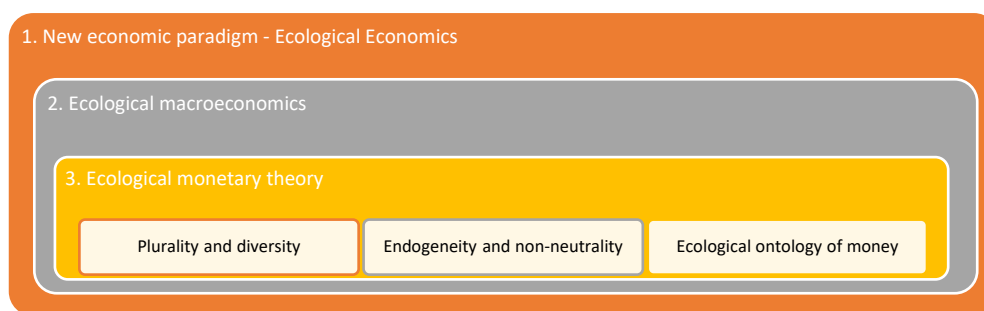 1. New economic paradigm - Ecological Economics
2. Ecological macroeconomics
3. Ecological monetary theory
Plurality and diversity
Endogeneity and non-neutrality
Ecological ontology of money